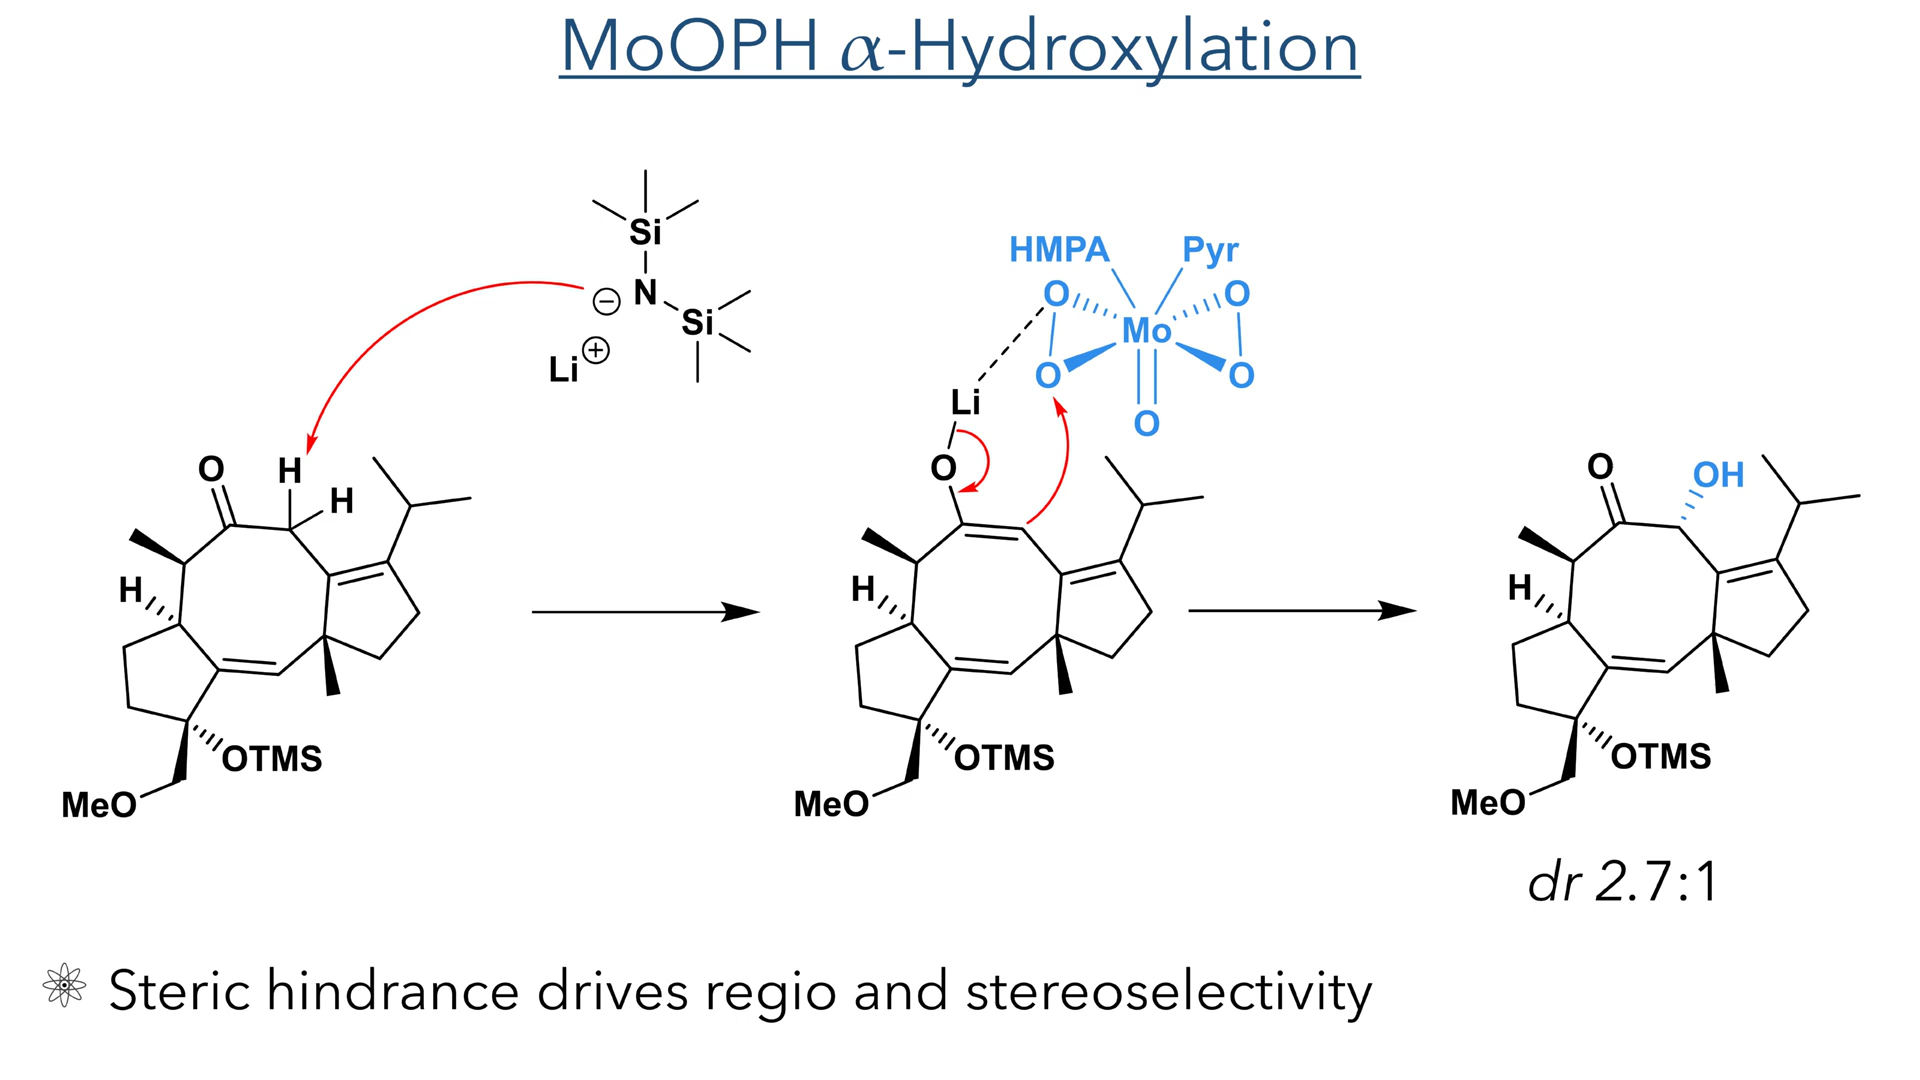 MoOPH α-Hydroxylation
Si
N
⊖
Si
Li ⊕
HMPA Pyr
O O
Mo
O O
O
Li
O H
H
H
MeO OTMS
O
H
MeO OTMS
O OH
H
MeO OTMS
dr 2.7:1
Steric hindrance drives regio and stereoselectivity